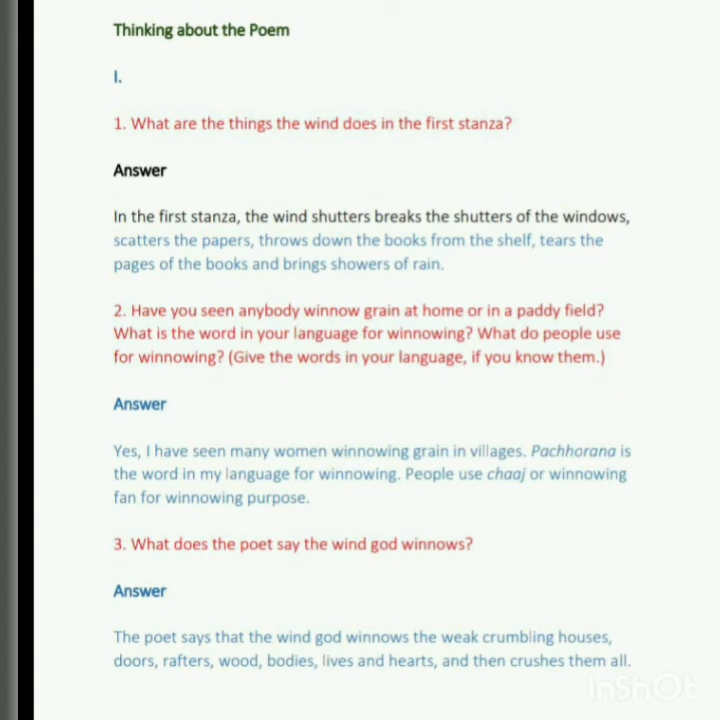 Thinking about the Poem
I.
1. What are the things the wind does in the first stanza?
Answer
In the first stanza, the wind shutters breaks the shutters of the windows,
scatters the papers, throws down the books from the shelf, tears the
pages of the books and brings showers of rain.
2. Have you seen anybody winnow grain at home or in a paddy field?
What is the word in your language for winnowing? What do people use
for winnowing? (Give the words in your language, if you know them.)
Answer
Yes, I have seen many women winnowing grain in villages. Pachhorana is
the word in my language for winnowing. People use chaaj or winnowing
fan for winnowing purpose.
3. What does the poet say the wind god winnows?
Answer
The poet says that the wind god winnows the weak crumbling houses,
doors, rafters, wood, bodies, lives and hearts, and then crushes them all.
InShOt